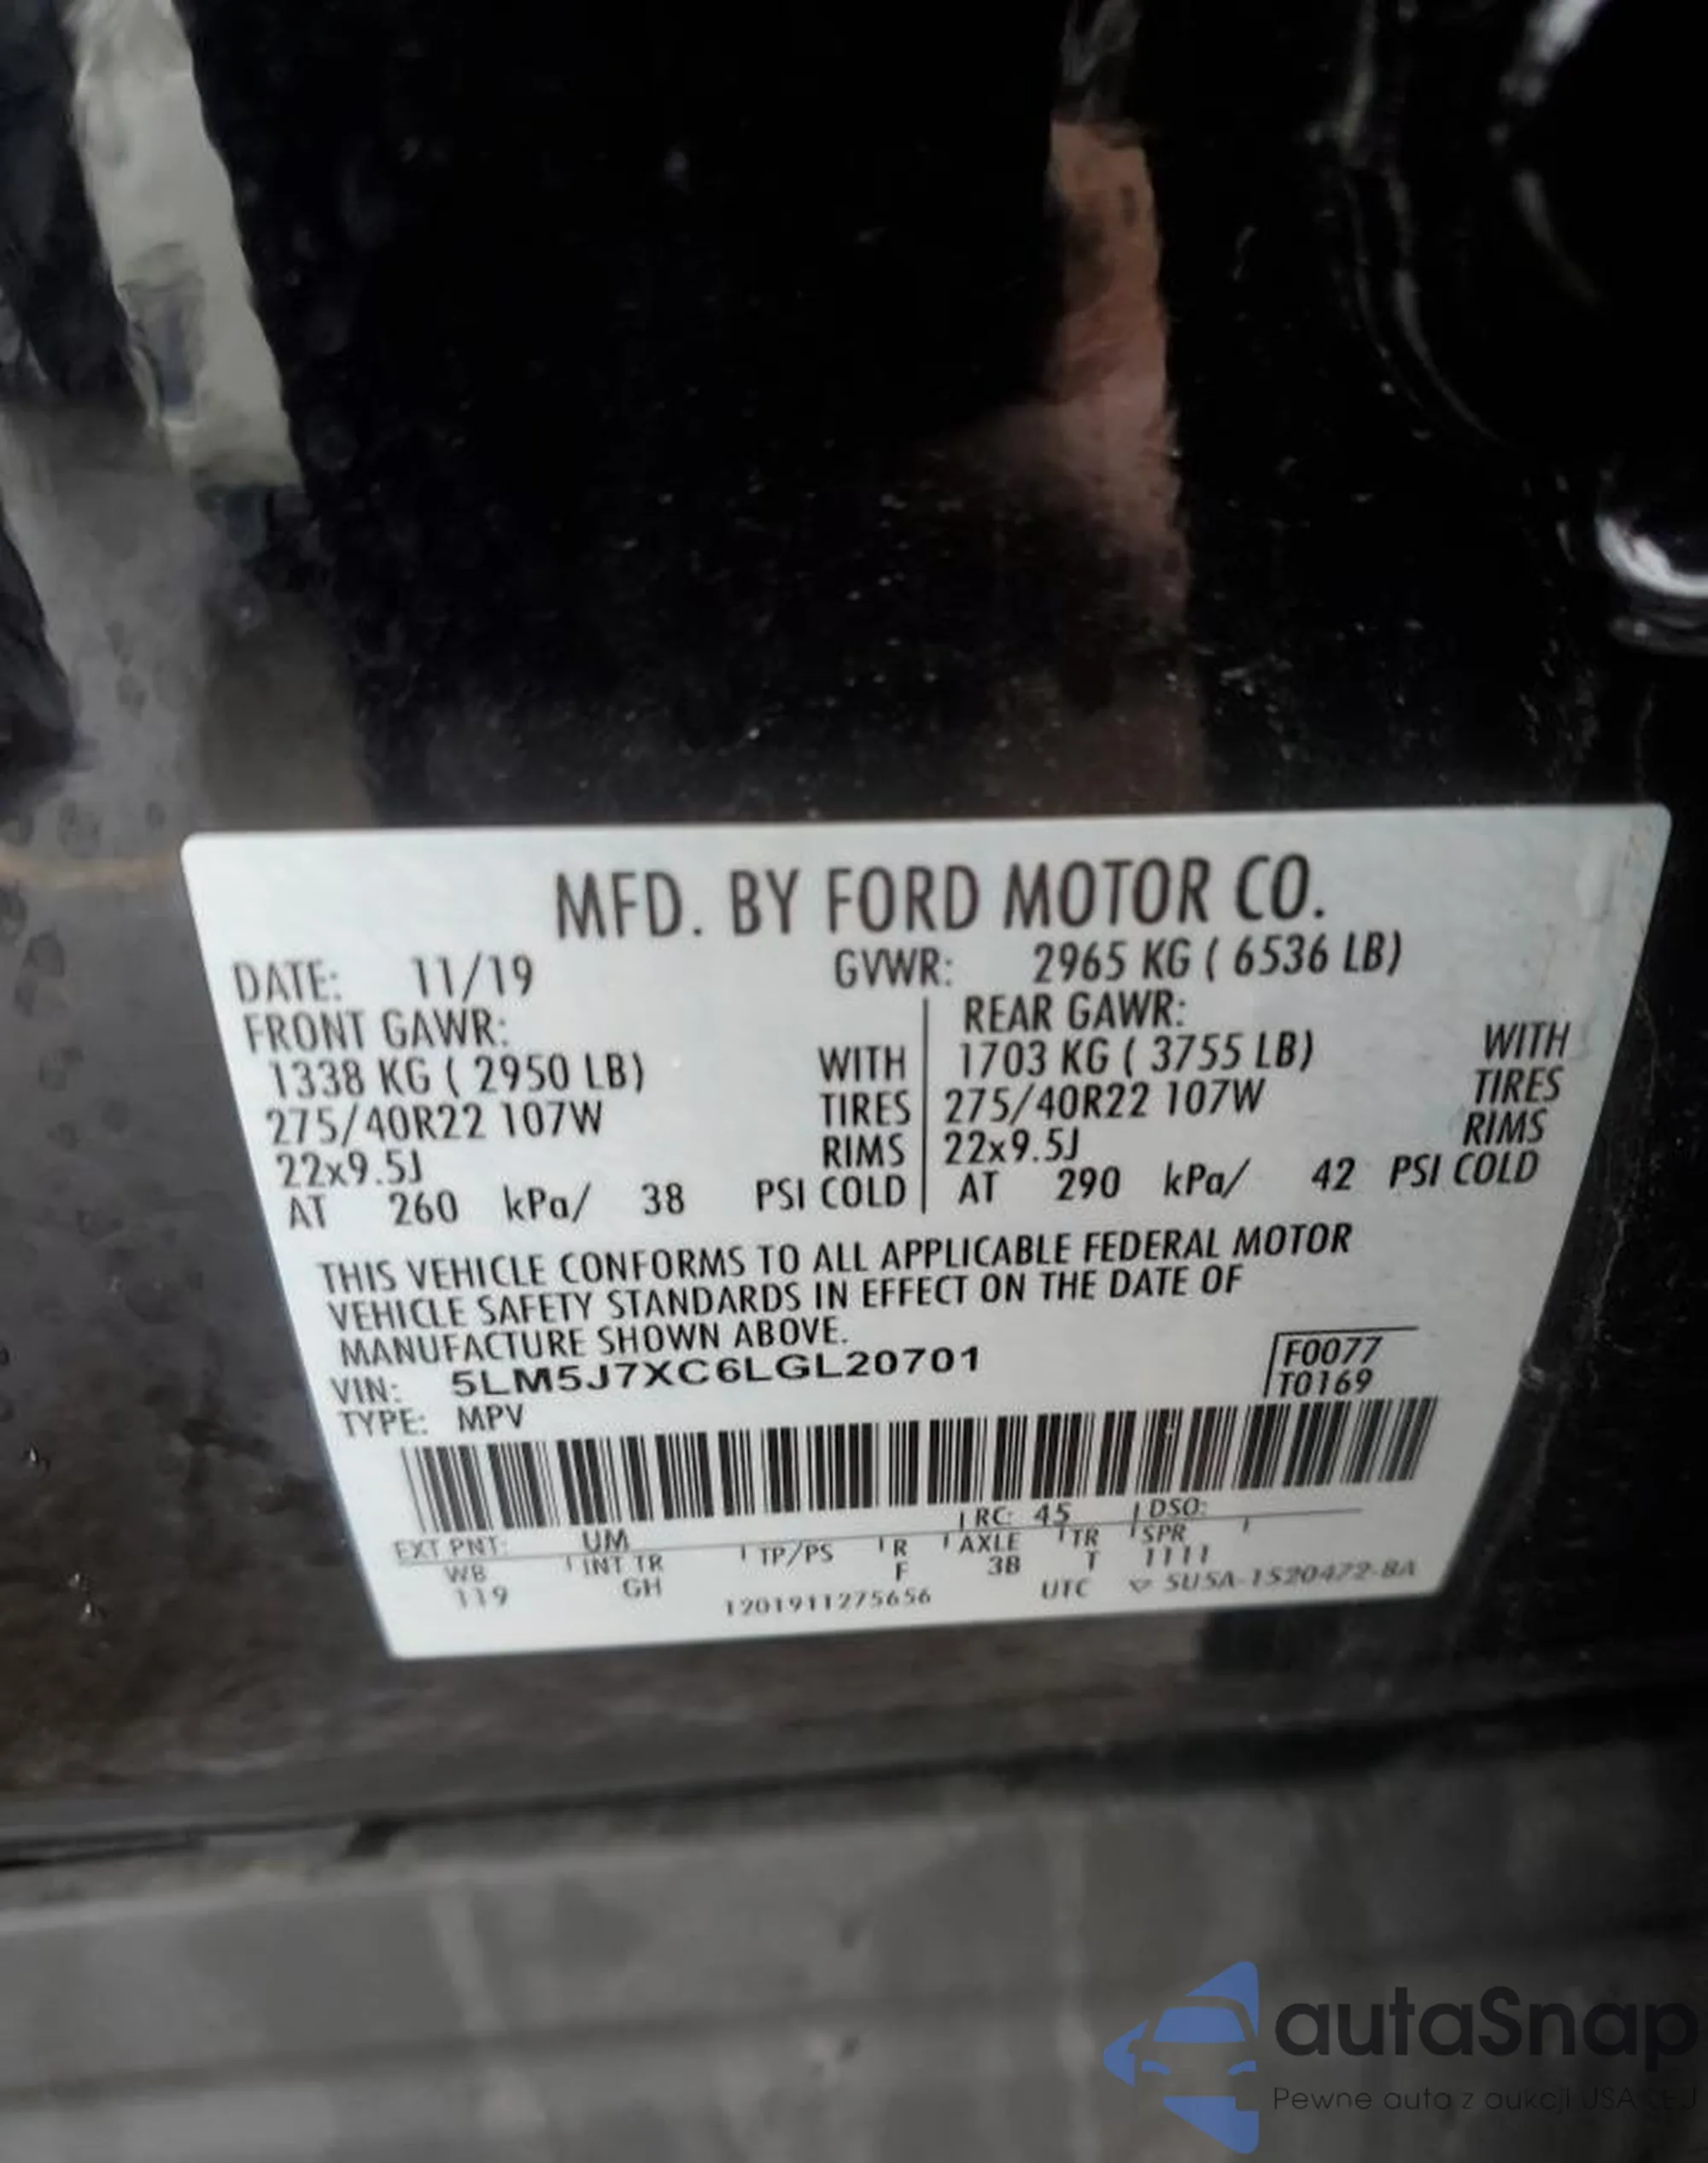 MFD. BY FORD MOTOR CO.
DATE: 11/19 GVWR: 2965 KG ( 6536 LB)
FRONT GAWR: REAR GAWR:
1338 KG ( 2950 LB) WITH 1703 KG ( 3755 LB) WITH
275/40R22 107W TIRES 275/40R22 107W TIRES
22x9.5J RIMS 22x9.5J RIMS
AT 260 kPa/ 38 PSI COLD AT 290 kPa/ 42 PSI COLD
THIS VEHICLE CONFORMS TO ALL APPLICABLE FEDERAL MOTOR
VEHICLE SAFETY STANDARDS IN EFFECT ON THE DATE OF
MANUFACTURE SHOWN ABOVE.
VIN: 5LM5J7XC6LGL20701 F0077
TYPE: MPV T0169
EXT PNT: UM RC: 45 DSO:
WB INT TR TP/PS R AXLE TR SPR
119 GH F 3B T 1111
1201911275656 UTC 5U5A-1520472-BA
autaSnap
Pewne auta z aukcji USA